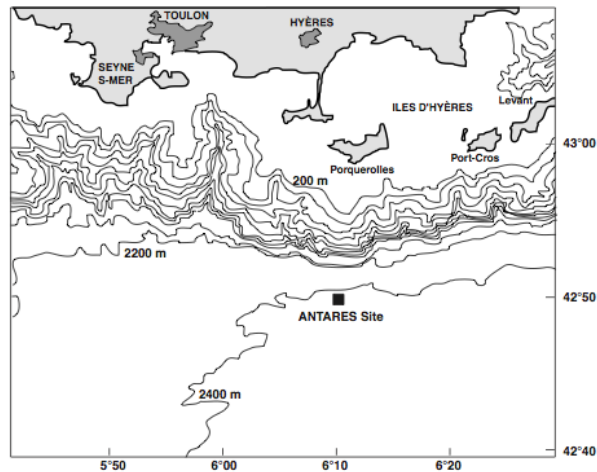 TOULON
HYÈRES
SEYNE
S-MER
ILES D'HYÈRES
Levant
43°00
Porquerolles
Port-Cros
200 m
2200 m
42°50
ANTARES Site
2400 m
42°40
5°50
6°00
6°10
6°20